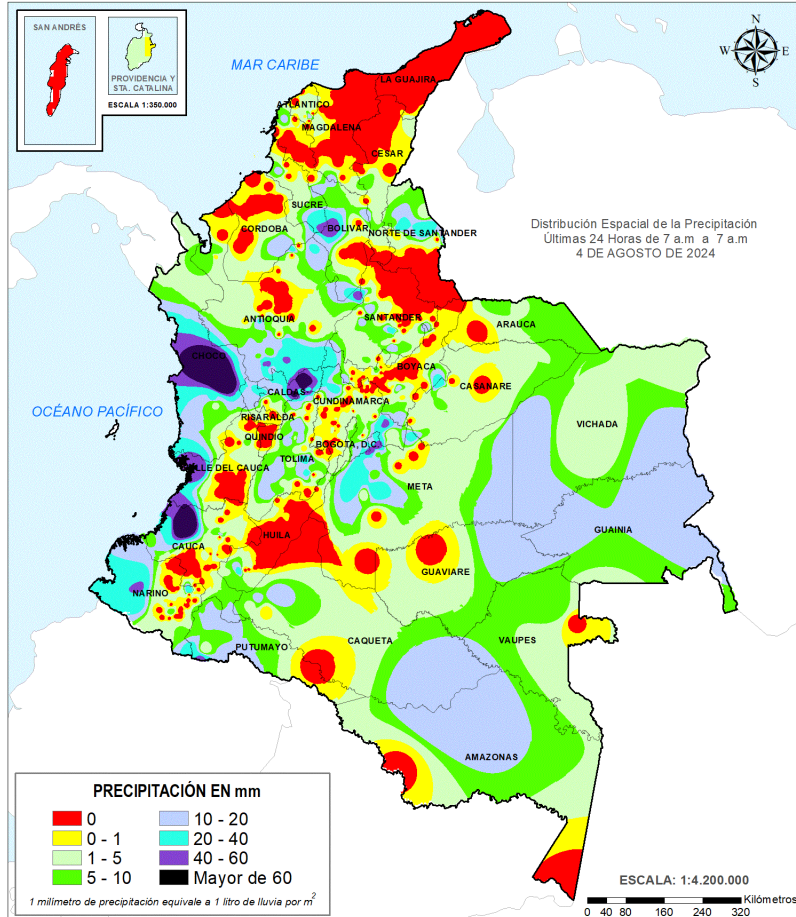 SAN ANDRÉS
PROVIDENCIA Y
STA. CATALINA
ESCALA 1:350.000
MAR CARIBE
N
W E
S
LA GUAJIRA
ATLANTICO
MAGDALENA
CESAR
SUCRE
CORDOBA
BOLIVAR
NORTE DE SANTANDER
Distribución Espacial de la Precipitación
Últimas 24 Horas de 7 a.m a 7 a.m
4 DE AGOSTO DE 2024
ANTIOQUIA
SANTANDER
ARAUCA
CHOCO
BOYACA
CASANARE
CALDAS
CUNDINAMARCA
OCÉANO PACÍFICO
RISARALDA
VICHADA
QUINDIO
BOGOTA, D.C.
TOLIMA
VALLE DEL CAUCA
META
GUAINIA
HUILA
CAUCA
GUAVIARE
NARIÑO
CAQUETA
VAUPES
PUTUMAYO
AMAZONAS
PRECIPITACIÓN EN mm
0 10 - 20
0 - 1 20 - 40
1 - 5 40 - 60
5 - 10 Mayor de 60
1 milímetro de precipitación equivale a 1 litro de lluvia por m²
ESCALA: 1:4.200.000
Kilómetros
0 40 80 160 240 320